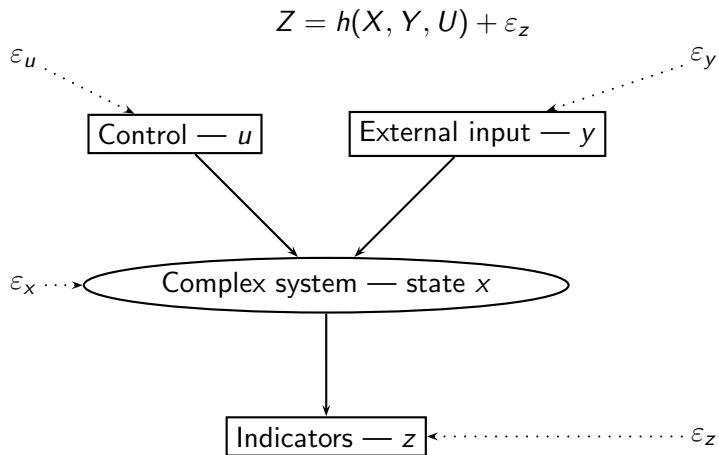 Z = h(X, Y, U) + ε_z
ε_u
ε_y
Control — u
External input — y
ε_x
Complex system — state x
Indicators — z
ε_z